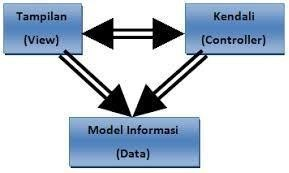 Tampilan
(View)
Kendali
(Controller)
Model Informasi
(Data)